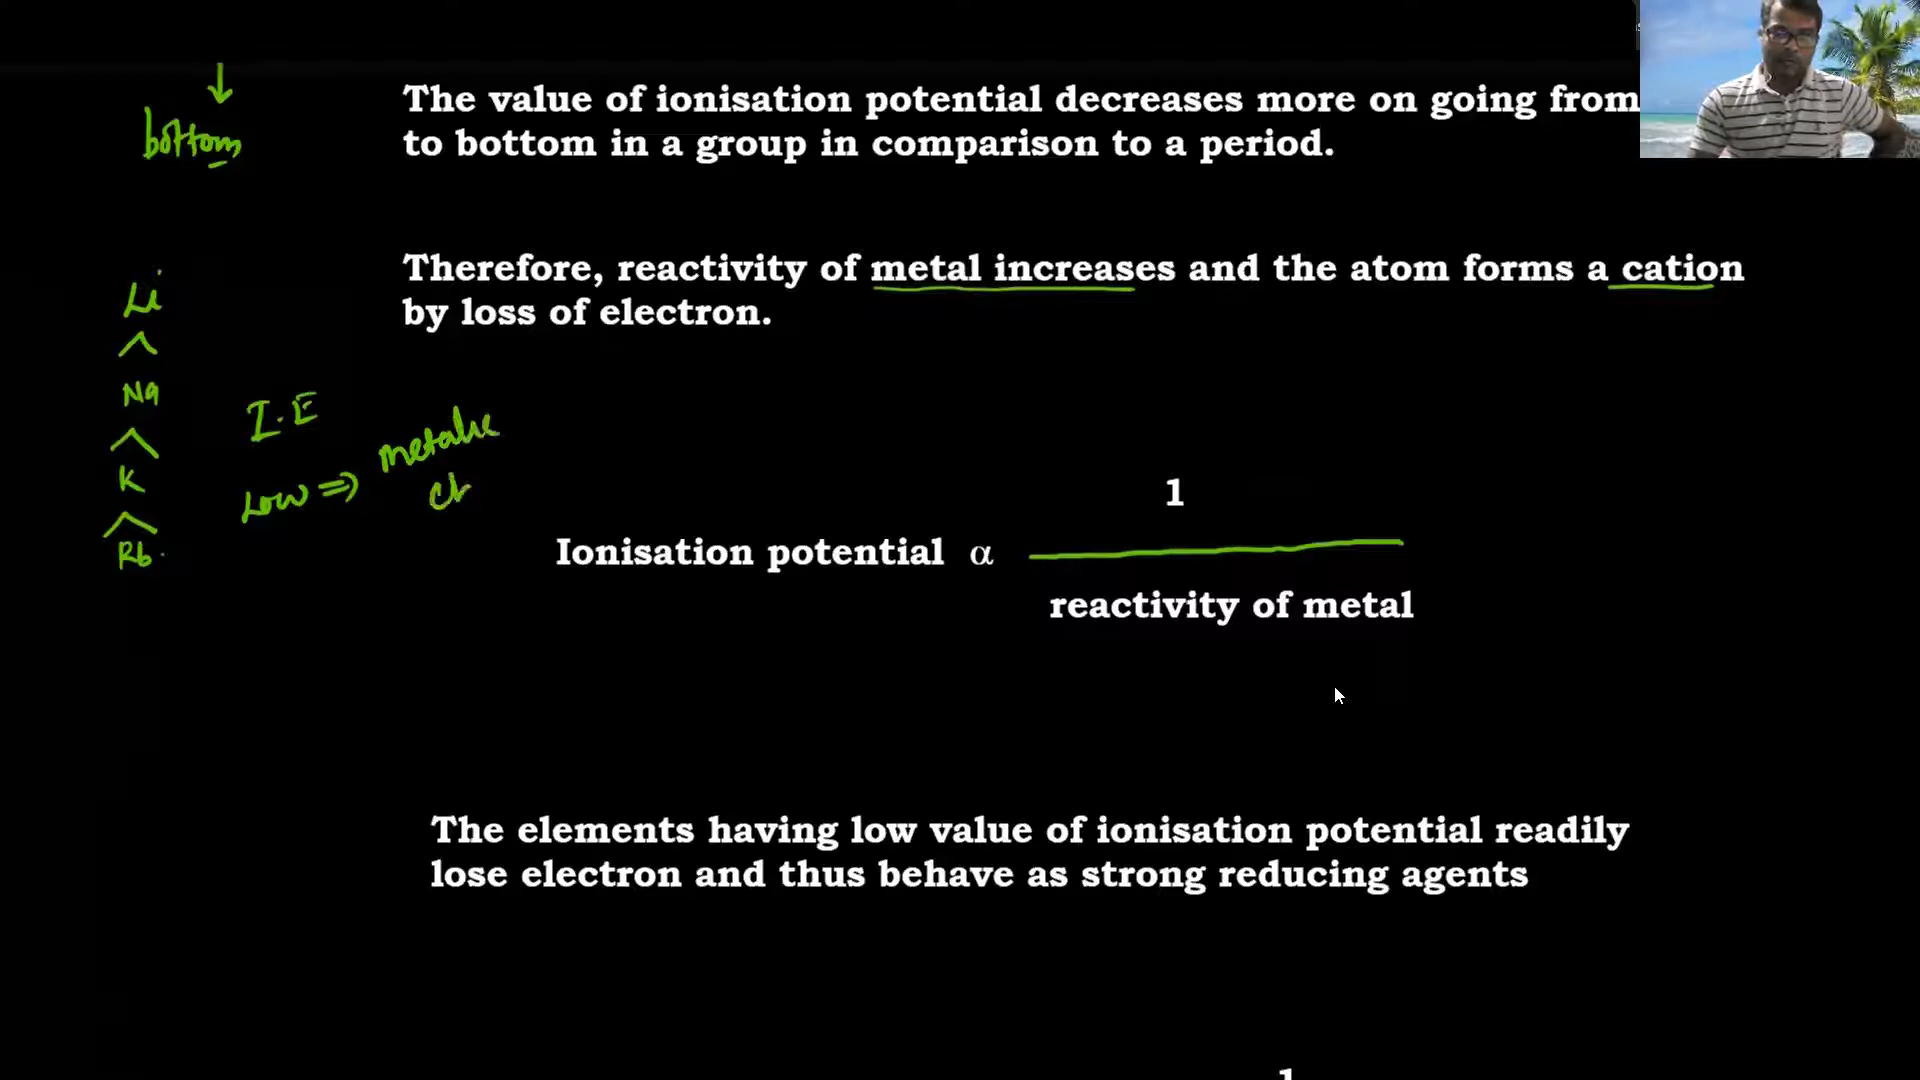 bottom
The value of ionisation potential decreases more on going from
to bottom in a group in comparison to a period.
Therefore, reactivity of metal increases and the atom forms a cation
by loss of electron.
Li
Na
K
Rb.
I.E
Low ⇒ metallic
Ionisation potential α
1
reactivity of metal
The elements having low value of ionisation potential readily
lose electron and thus behave as strong reducing agents
1